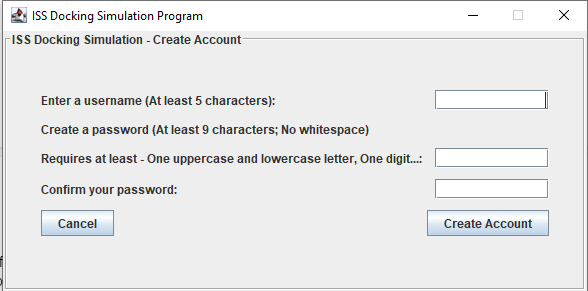 ISS Docking Simulation Program
ISS Docking Simulation - Create Account
Enter a username (At least 5 characters):
Create a password (At least 9 characters; No whitespace)
Requires at least - One uppercase and lowercase letter, One digit...:
Confirm your password:
Cancel Create Account